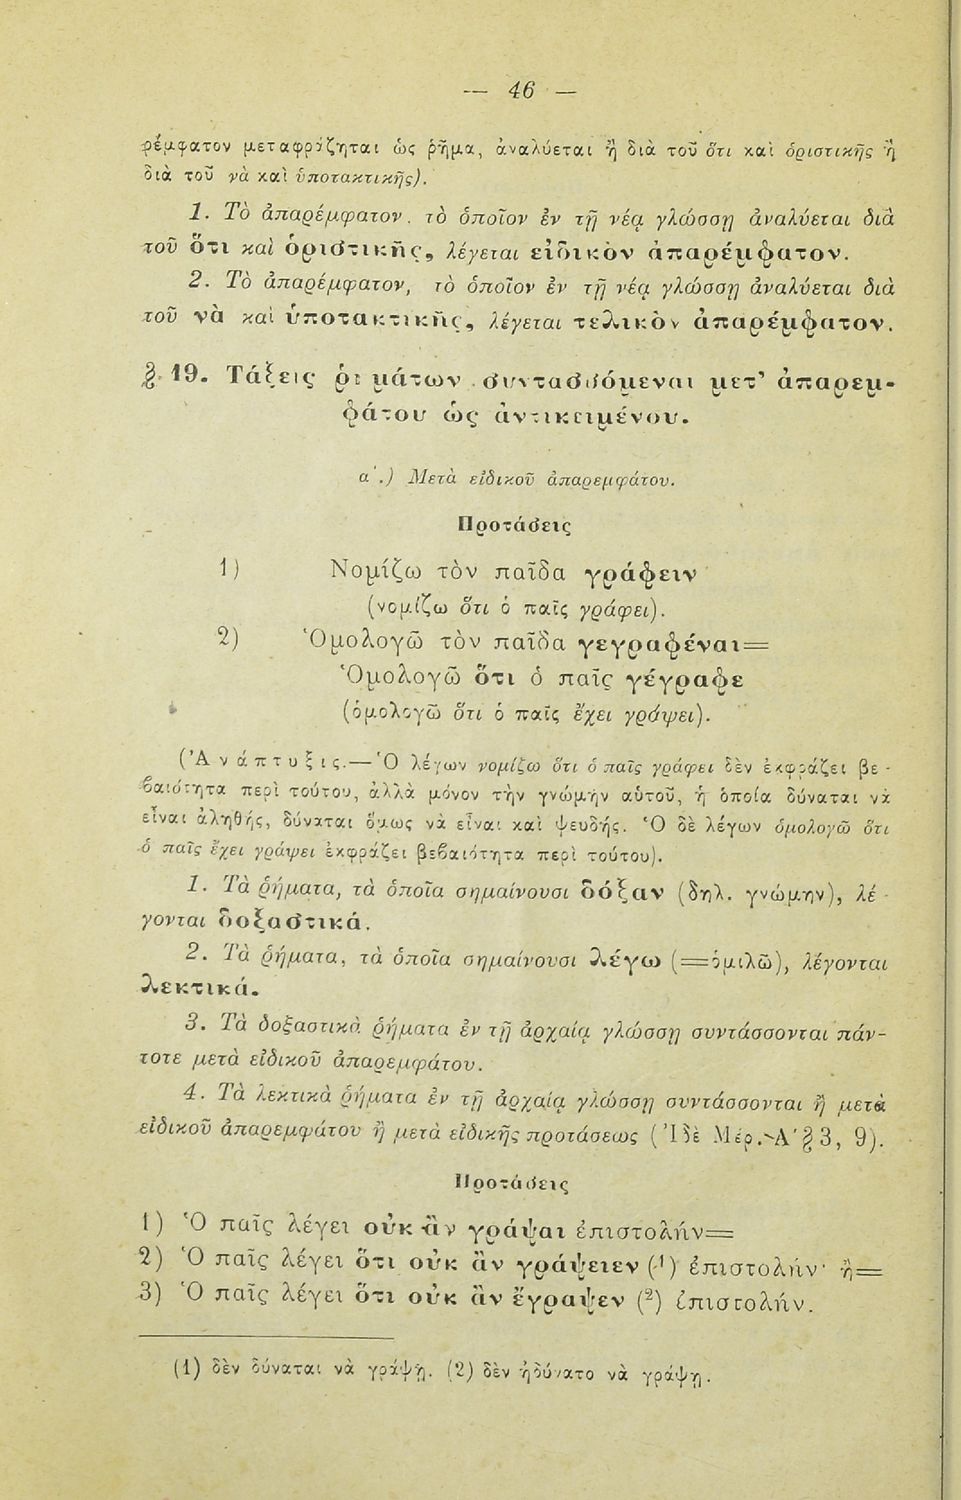 — 46 —
ρέμφατον μεταφράζηται ὡς ῥῆμα, ἀναλύεται ἢ διὰ τοῦ ὅτι καὶ ὁριστικῆς ἢ
διὰ τοῦ νὰ καὶ ὑποτακτικῆς).
1. Τὸ ἀπαρέμφατον, τὸ ὁποῖον ἐν τῇ νέᾳ γλώσσῃ ἀναλύεται διὰ
τοῦ ὅτι καὶ ὁριστικῆς, λέγεται εἰδικὸν ἀπαρέμφατον.
2. Τὸ ἀπαρέμφατον, τὸ ὁποῖον ἐν τῇ νέᾳ γλώσσῃ ἀναλύεται διὰ
τοῦ νὰ καὶ ὑποτακτικῆς, λέγεται τελικὸν ἀπαρέμφατον.
§ 19. Τάξεις ῥημάτων συντασσόμεναι μετ' ἀπαρεμ-
φάτου ὡς ἀντικειμένου.
α΄.) Μετὰ εἰδικοῦ ἀπαρεμφάτου.
Προτάσεις
1) Νομίζω τὸν παῖδα γράφειν
(νομίζω ὅτι ὁ παῖς γράφει).
2) Ὁμολογῶ τὸν παῖδα γεγραφέναι=
Ὁμολογῶ ὅτι ὁ παῖς γέγραφε
(ὁμολογῶ ὅτι ὁ παῖς ἔχει γράψει).
(Ἀνάπτυξις.— Ὁ λέγων νομίζω ὅτι ὁ παῖς γράφει δὲν ἐκφράζει βε-
βαιότητα περὶ τούτου, ἀλλὰ μόνον τὴν γνώμην αὐτοῦ, ἡ ὁποία δύναται νὰ
εἶναι ἀληθής, δύναται ὅμως νὰ εἶναι καὶ ψευδής. Ὁ δὲ λέγων ὁμολογῶ ὅτι
ὁ παῖς ἔχει γράψει ἐκφράζει βεβαιότητα περὶ τούτου).
1. Τὰ ῥήματα, τὰ ὁποῖα σημαίνουσι δόξαν (δηλ. γνώμην), λέ-
γονται δοξαστικά.
2. Τὰ ῥήματα, τὰ ὁποῖα σημαίνουσι λέγω (=ὁμιλῶ), λέγονται
λεκτικά.
3. Τὰ δοξαστικὰ ῥήματα ἐν τῇ ἀρχαίᾳ γλώσσῃ συντάσσονται πάν-
τοτε μετὰ εἰδικοῦ ἀπαρεμφάτου.
4. Τὰ λεκτικὰ ῥήματα ἐν τῇ ἀρχαίᾳ γλώσσῃ συντάσσονται ἢ μετὰ
εἰδικοῦ ἀπαρεμφάτου ἢ μετὰ εἰδικῆς προτάσεως (Ἰδὲ Μέρ. Α΄ § 3, 9).
Προτάσεις
1) Ὁ παῖς λέγει οὐκ ἂν γράψαι ἐπιστολήν=
2) Ὁ παῖς λέγει ὅτι οὐκ ἂν γράψειεν (¹) ἐπιστολήν· ἢ=
3) Ὁ παῖς λέγει ὅτι οὐκ ἂν ἔγραψεν (²) ἐπιστολήν.
(1) δὲν δύναται νὰ γράψῃ. (2) δὲν ἠδύνατο νὰ γράψῃ.